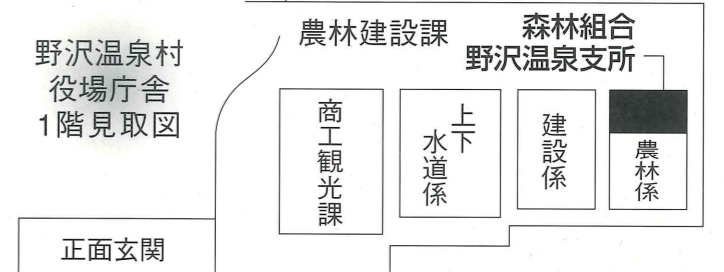 野沢温泉村
役場庁舎
1階見取図
農林建設課
森林組合
野沢温泉支所
商工観光課
上下
水道係
建設係
農林係
正面玄関